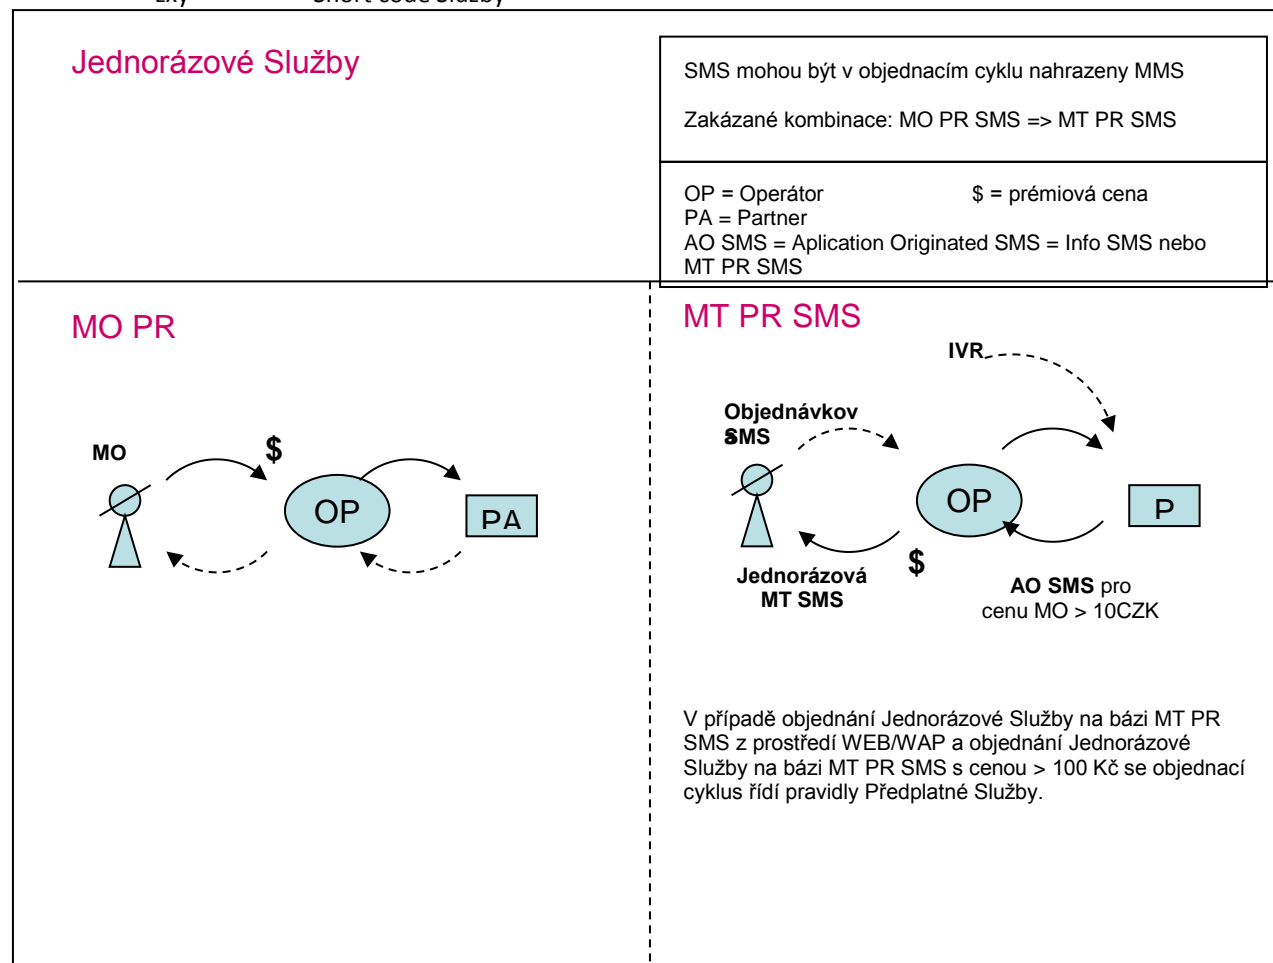 Jednorázové Služby
SMS mohou být v objednacím cyklu nahrazeny MMS
Zakázané kombinace: MO PR SMS => MT PR SMS
OP = Operátor $ = prémiová cena
PA = Partner
AO SMS = Aplication Originated SMS = Info SMS nebo
MT PR SMS
MO PR
MO
$
OP
PA
MT PR SMS
IVR
Objednávkov
SMS
OP
P
$
Jednorázová
MT SMS
AO SMS pro
cenu MO > 10CZK
V případě objednání Jednorázové Služby na bázi MT PR
SMS z prostředí WEB/WAP a objednání Jednorázové
Služby na bázi MT PR SMS s cenou > 100 Kč se objednací
cyklus řídí pravidly Předplatné Služby.